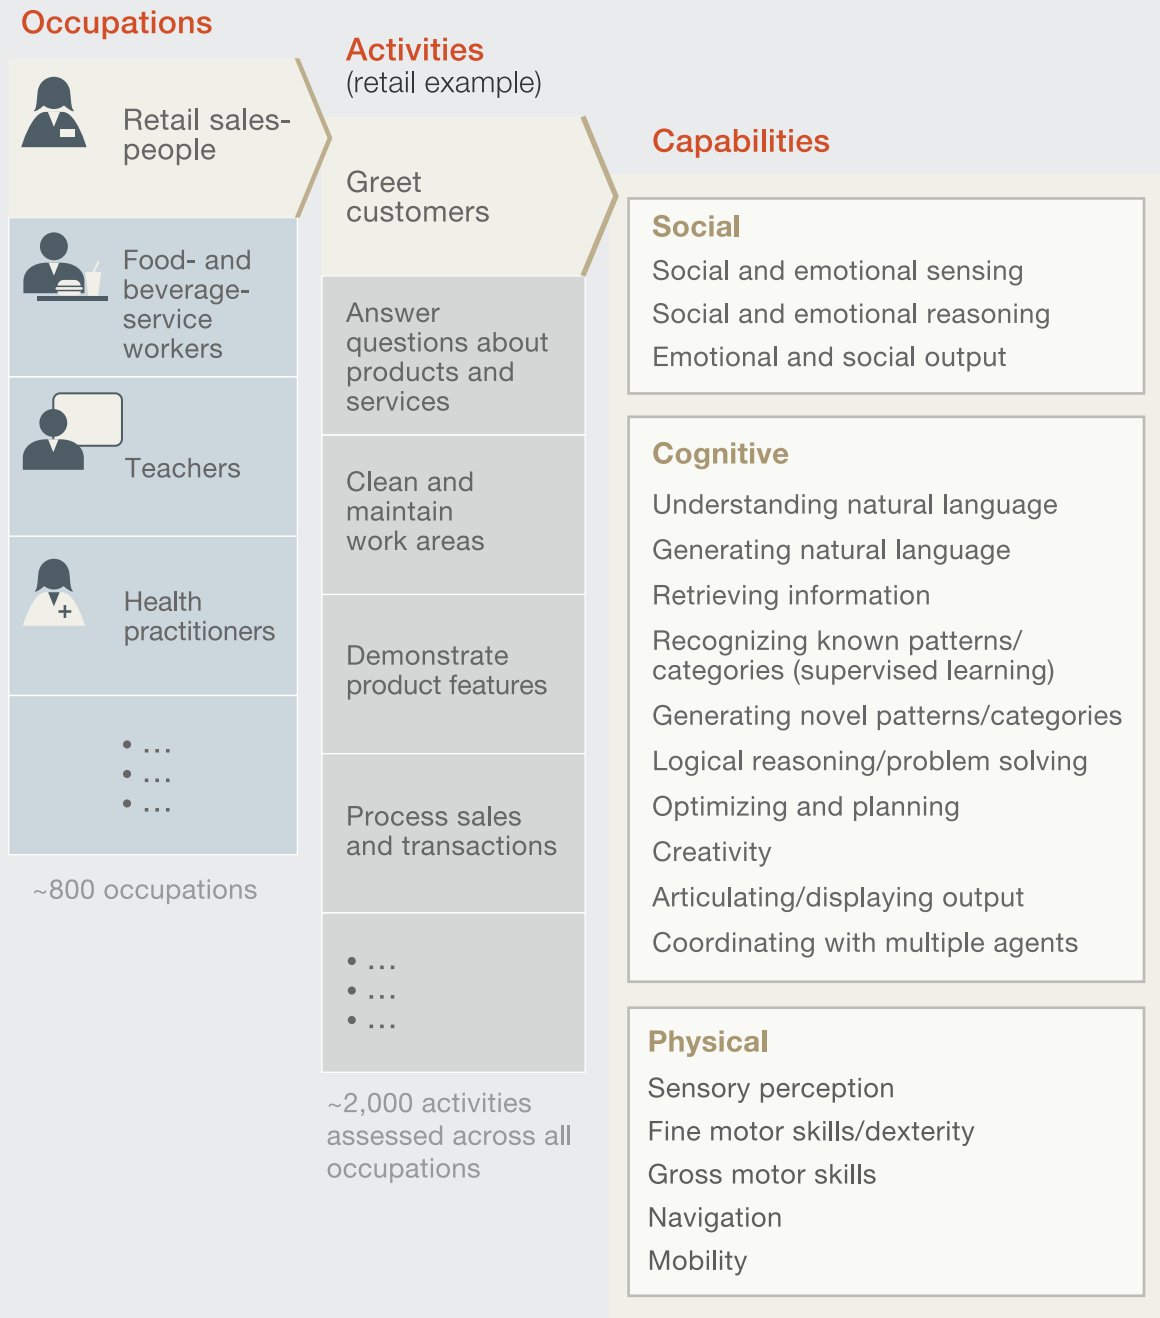 Occupations
Retail sales-
people
Food- and
beverage-
service
workers
Teachers
Health
practitioners
• ...
• ...
• ...
~800 occupations
Activities
(retail example)
Greet
customers
Answer
questions about
products and
services
Clean and
maintain
work areas
Demonstrate
product features
Process sales
and transactions
• ...
• ...
• ...
~2,000 activities
assessed across all
occupations
Capabilities
Social
Social and emotional sensing
Social and emotional reasoning
Emotional and social output
Cognitive
Understanding natural language
Generating natural language
Retrieving information
Recognizing known patterns/
categories (supervised learning)
Generating novel patterns/categories
Logical reasoning/problem solving
Optimizing and planning
Creativity
Articulating/displaying output
Coordinating with multiple agents
Physical
Sensory perception
Fine motor skills/dexterity
Gross motor skills
Navigation
Mobility